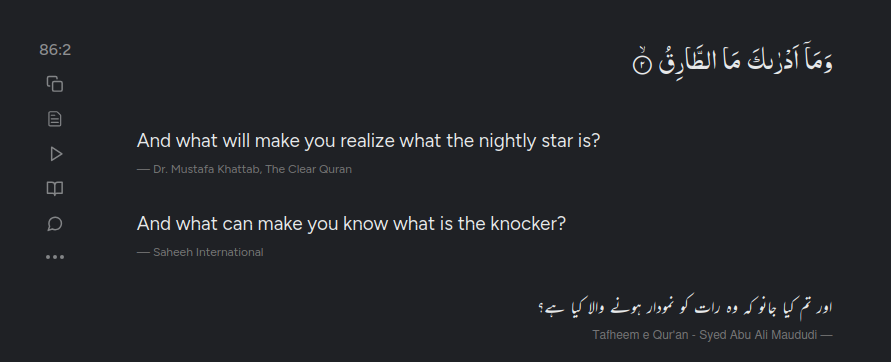 86:2
وَمَآ اَدْرٰىكَ مَا الطَّارِقُ ۙ‏ ٢
And what will make you realize what the nightly star is?
— Dr. Mustafa Khattab, The Clear Quran
And what can make you know what is the knocker?
— Saheeh International
اور تم کیا جانو کہ وہ رات کو نمودار ہونے والا کیا ہے؟
Tafheem e Qur'an - Syed Abu Ali Maududi —